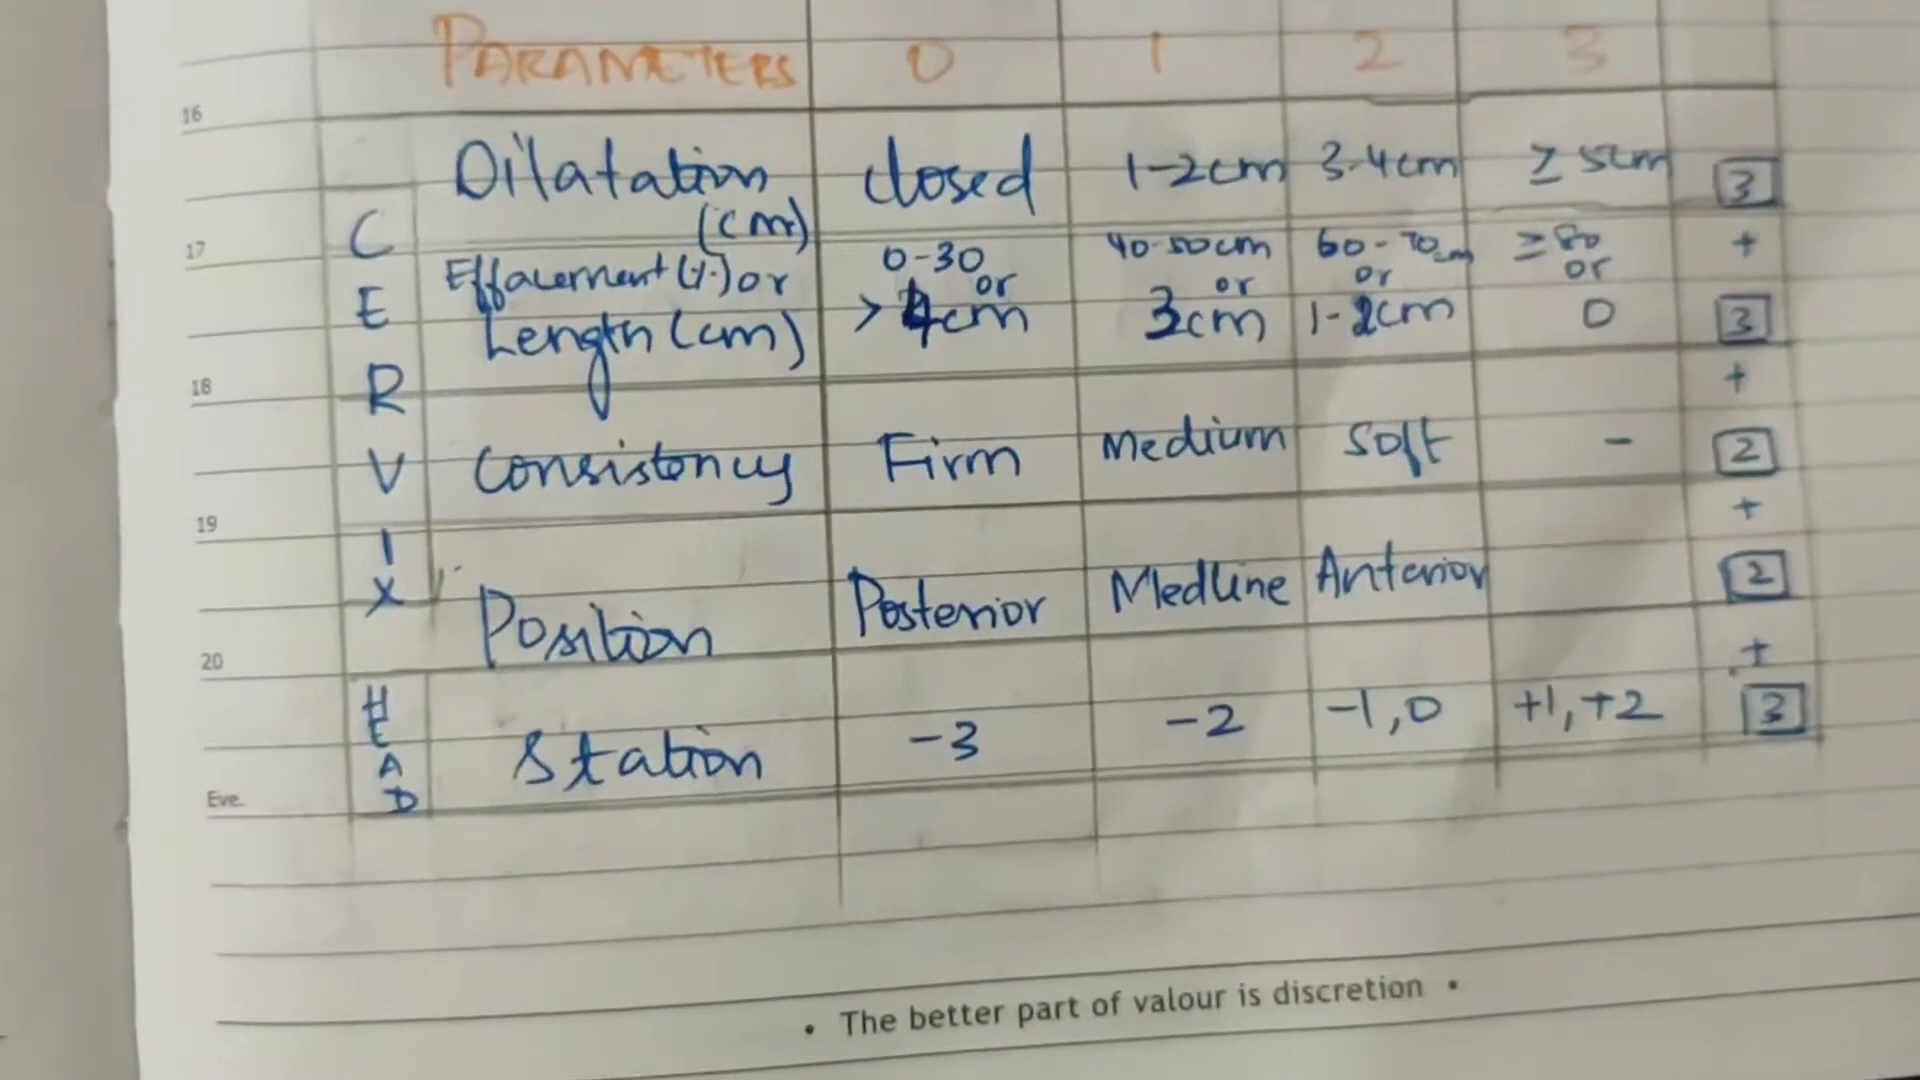 PARAMETERS 0 1 2 3
16
Dilatation (cm) closed 1-2cm 3-4cm ≥ 5cm 3
17
+
Effacement (%) or Length (cm) 0-30 or > 4cm 40-50cm or 3cm 60-70cm or 1-2cm ≥80 or 0 3
18
+
CERVIX
Consistency Firm Medium Soft - 2
19
+
Position Posterior Medline Anterior 2
20
+
HEAD
Station -3 -2 -1,0 +1,+2 3
Eve.
• The better part of valour is discretion •